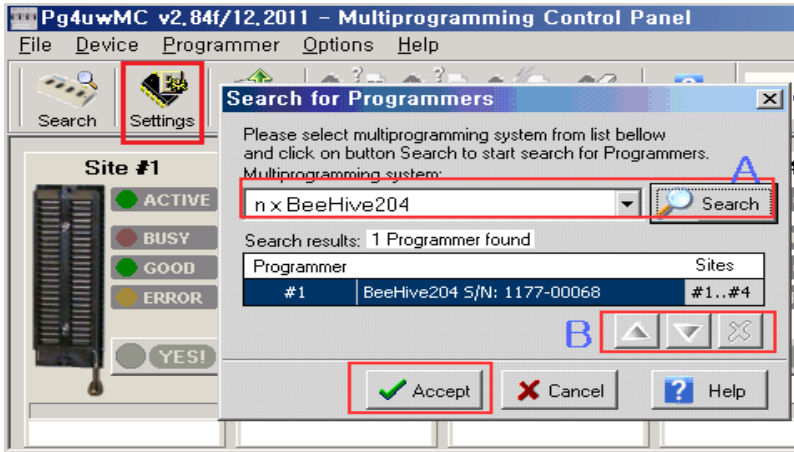 Pg4uwMC v2.84f/12.2011 - Multiprogramming Control Panel
File Device Programmer Options Help
Search Settings
Search for Programmers
Please select multiprogramming system from list bellow
and click on button Search to start search for Programmers.
Multiprogramming system:
A
n x BeeHive204 Search
Search results: 1 Programmer found
Programmer Sites
#1 BeeHive204 S/N: 1177-00068 #1..#4
B
Accept Cancel Help
Site #1
ACTIVE
BUSY
GOOD
ERROR
YES!